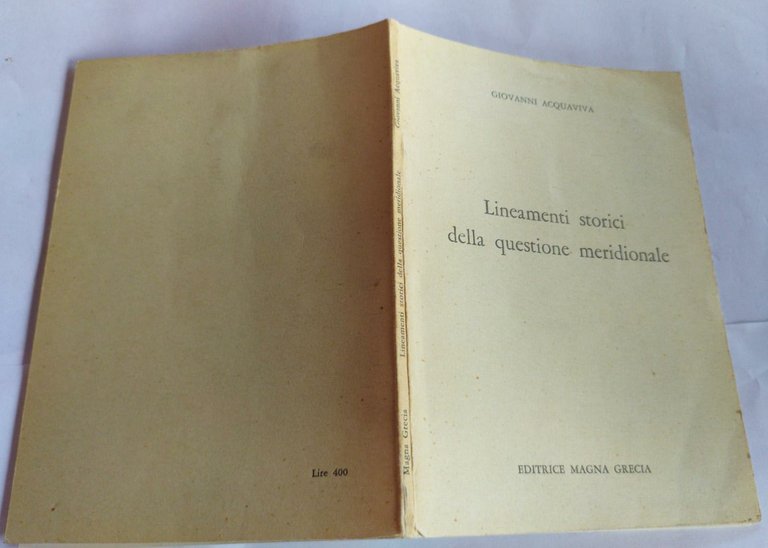 GIOVANNI ACQUAVIVA
Lineamenti storici
della questione meridionale
EDITRICE MAGNA GRECIA
Giovanni Acquaviva
Lineamenti storici della questione meridionale
Magna Grecia
Lire 400